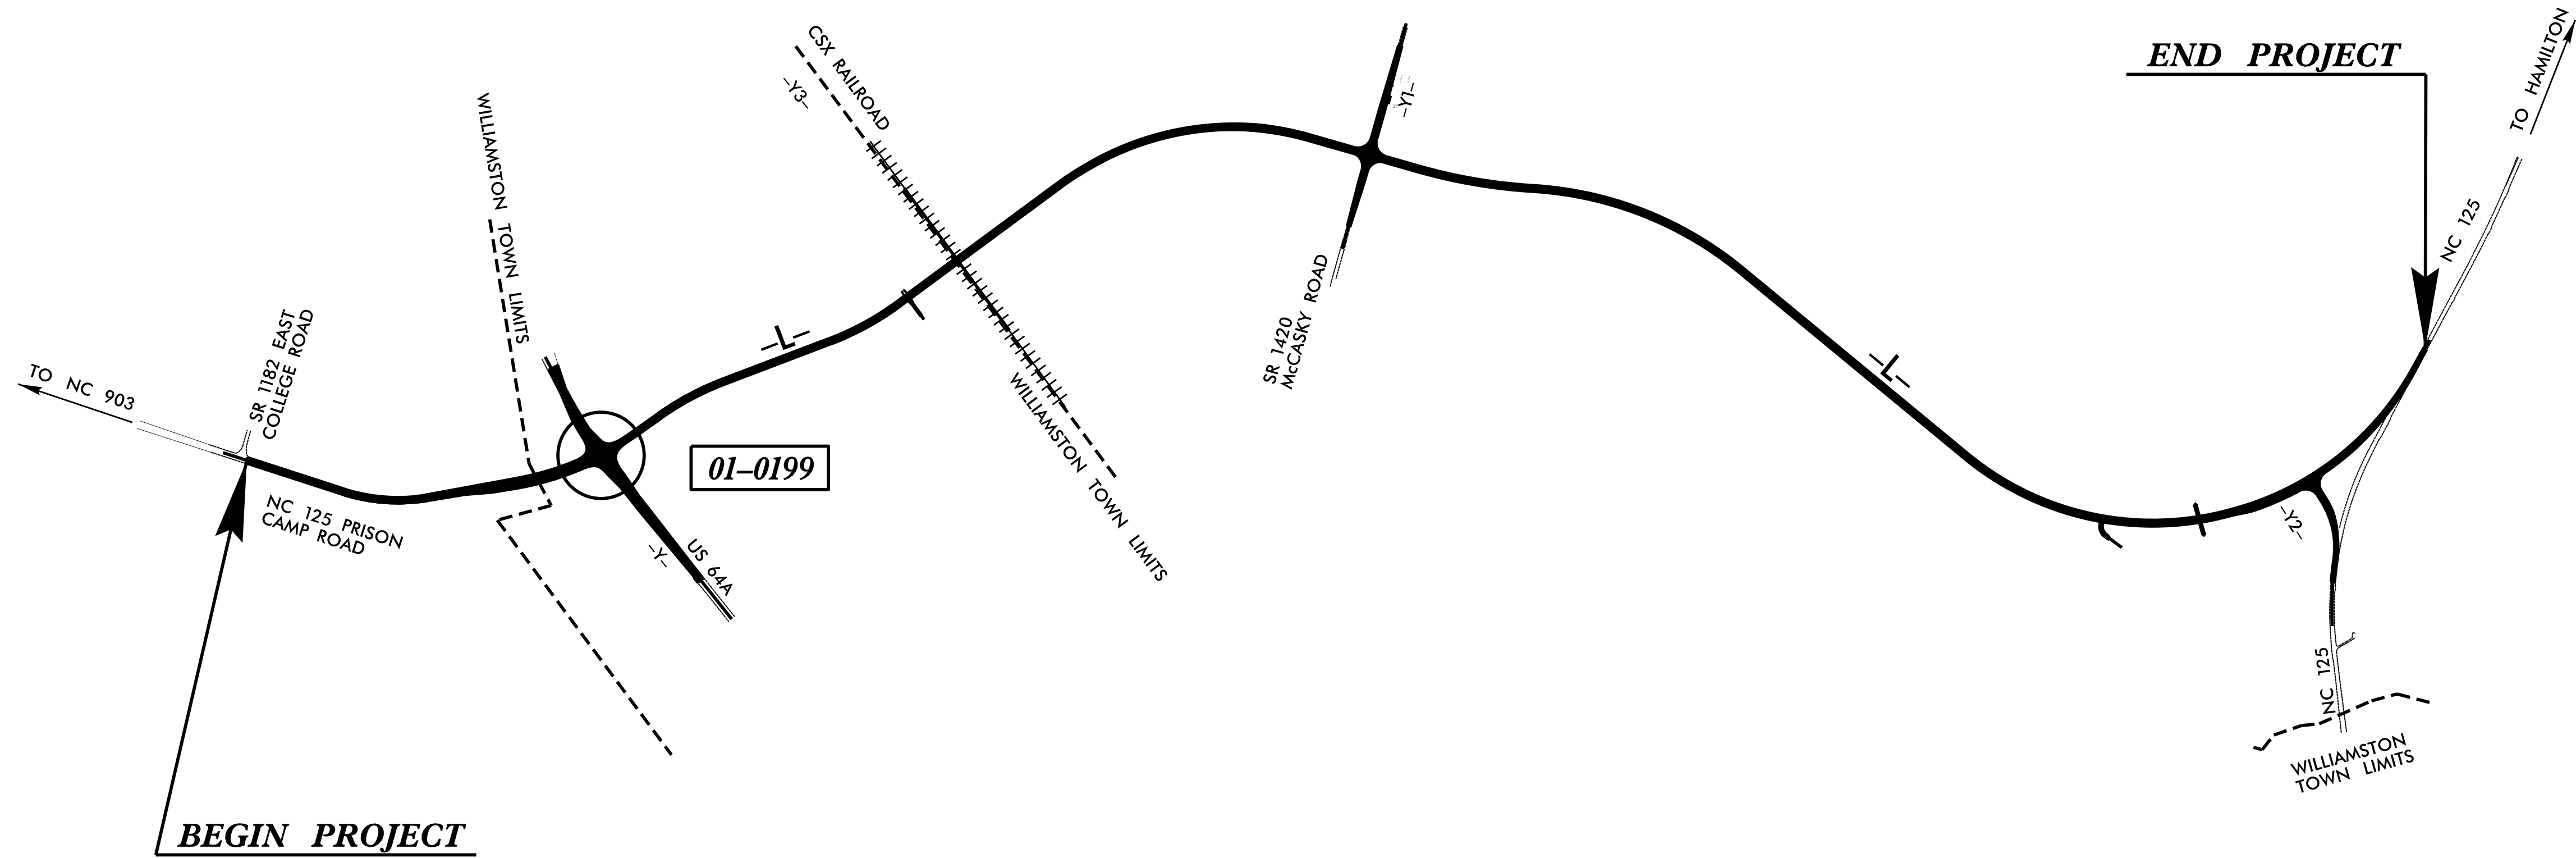 TO NC 903
SR 1182 EAST
COLLEGE ROAD
NC 125 PRISON
CAMP ROAD
BEGIN PROJECT
WILLIAMSTON TOWN LIMITS
01-0199
-Y-
US 64A
-L-
CSX RAILROAD
-Y3-
WILLIAMSTON TOWN LIMITS
-Y1-
SR 1420
McCASKY ROAD
-L-
END PROJECT
TO HAMILTON
NC 125
-Y2-
NC 125
WILLIAMSTON
TOWN LIMITS